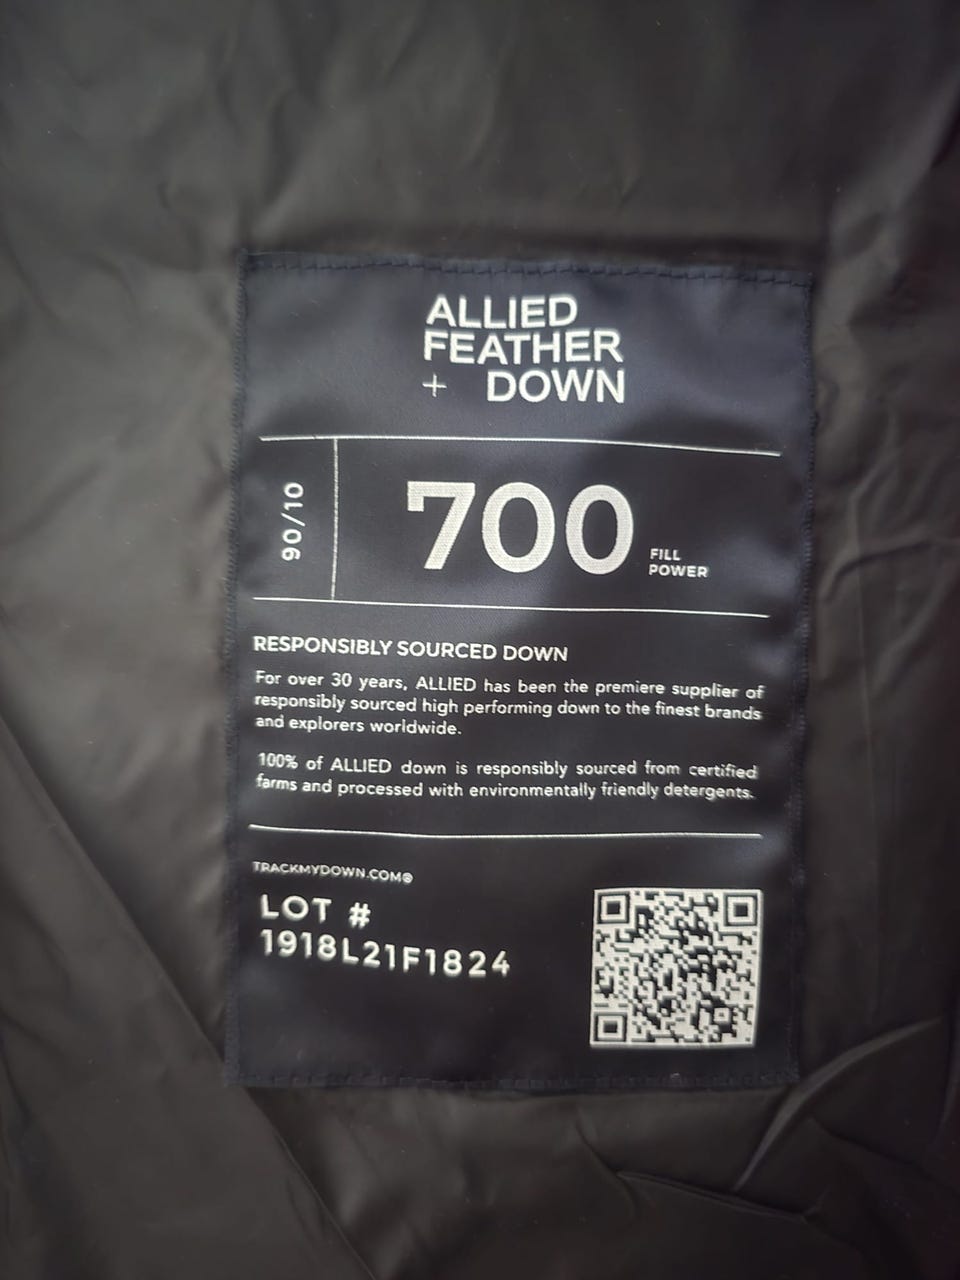 ALLIED
FEATHER
+ DOWN
90/10
700
FILL
POWER
RESPONSIBLY SOURCED DOWN
For over 30 years, ALLIED has been the premiere supplier of
responsibly sourced high performing down to the finest brands
and explorers worldwide.
100% of ALLIED down is responsibly sourced from certified
farms and processed with environmentally friendly detergents.
TRACKMYDOWN.COM®
LOT #
1918L21F1824